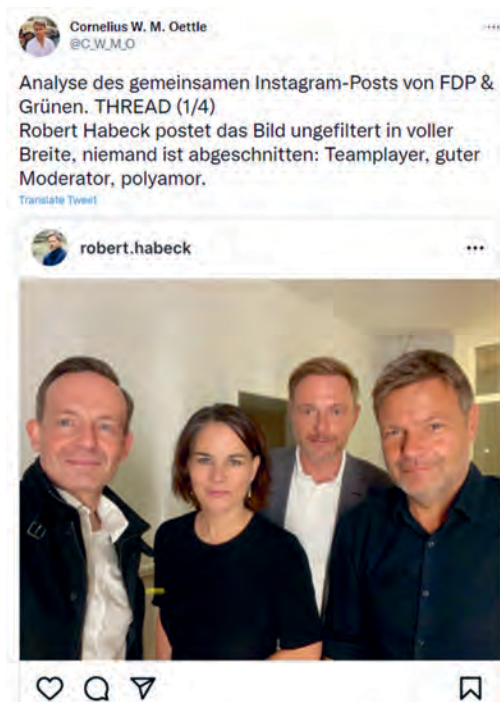 Cornelius W. M. Oettle
@C_W_M_O
Analyse des gemeinsamen Instagram-Posts von FDP &
Grünen. THREAD (1/4)
Robert Habeck postet das Bild ungefiltert in voller
Breite, niemand ist abgeschnitten: Teamplayer, guter
Moderator, polyamor.
Translate Tweet
robert.habeck